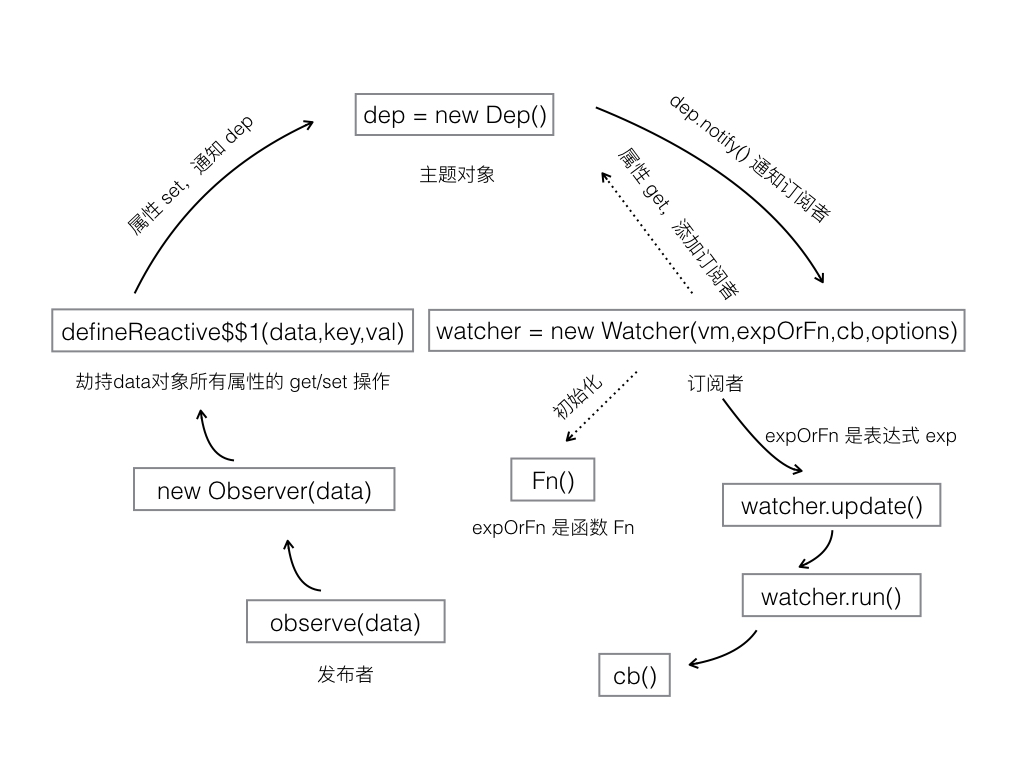 dep = new Dep()
主题对象
属性 set，通知 dep
dep.notify() 通知订阅者
属性 get，添加订阅者
defineReactive$$1(data,key,val)
劫持data对象所有属性的 get/set 操作
watcher = new Watcher(vm,expOrFn,cb,options)
订阅者
初始化
expOrFn 是表达式 exp
new Observer(data)
Fn()
expOrFn 是函数 Fn
watcher.update()
watcher.run()
observe(data)
发布者
cb()